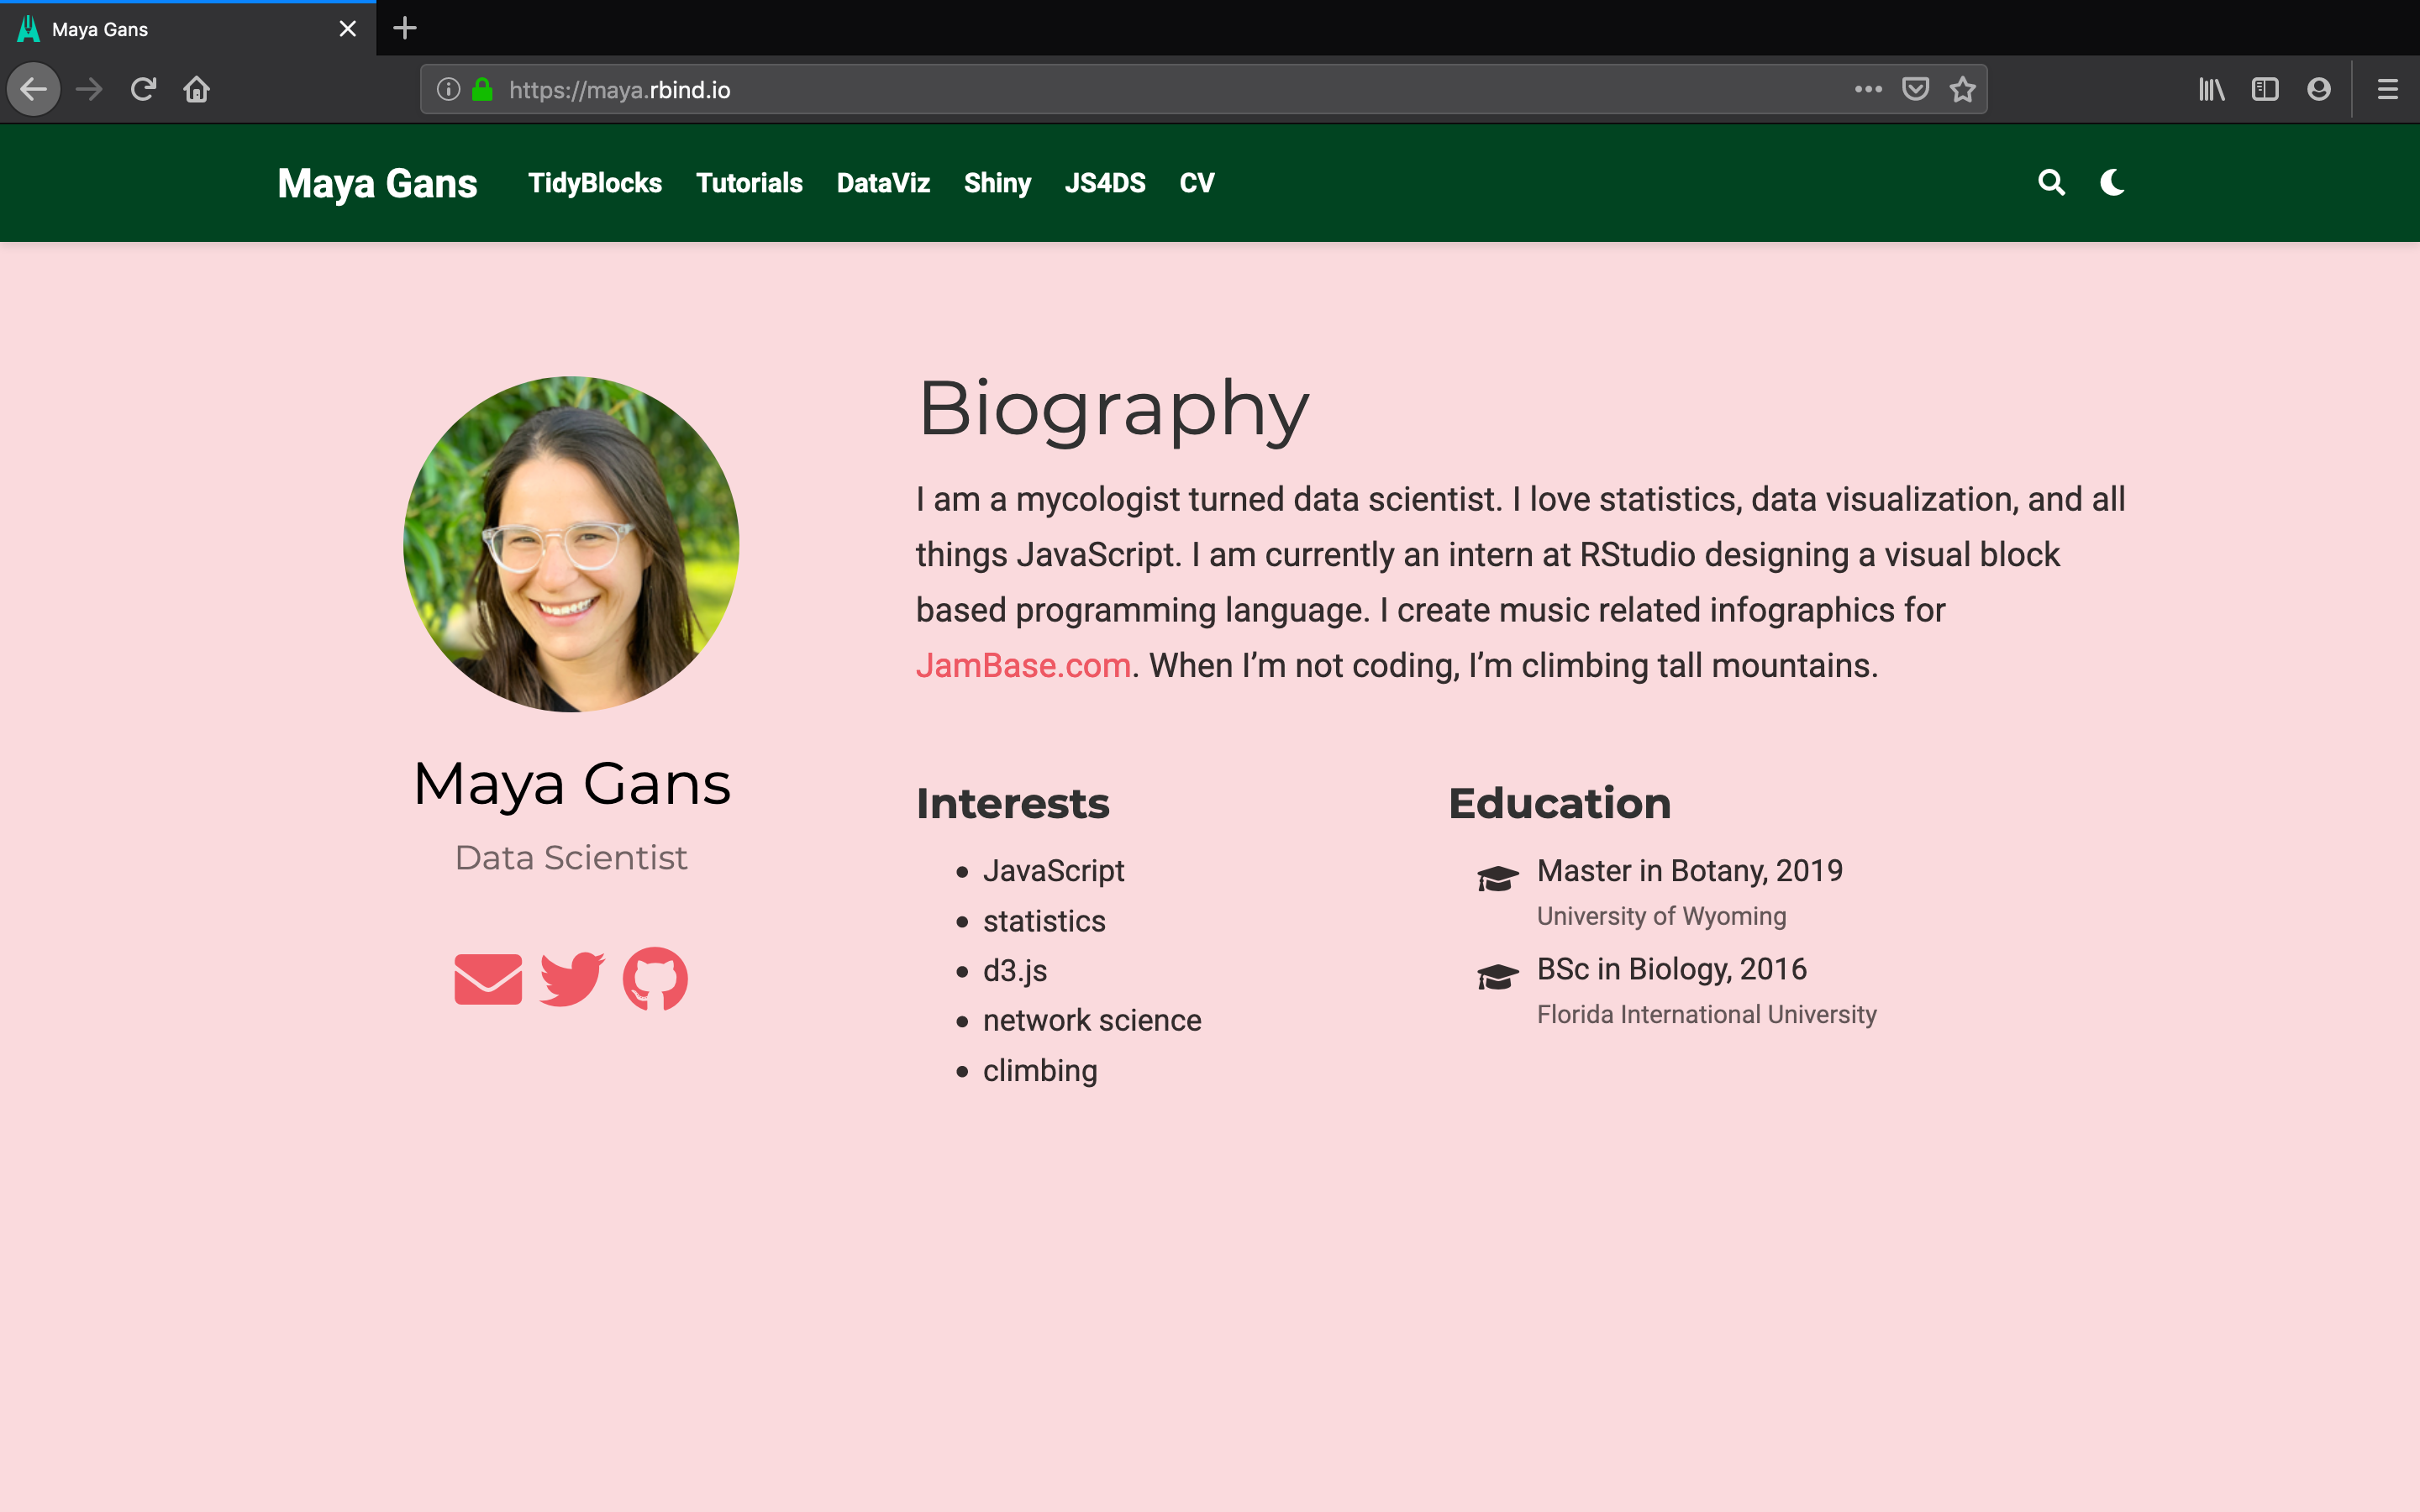 Maya Gans
https://maya.rbind.io
Maya Gans TidyBlocks Tutorials DataViz Shiny JS4DS CV
Biography
I am a mycologist turned data scientist. I love statistics, data visualization, and all
things JavaScript. I am currently an intern at RStudio designing a visual block
based programming language. I create music related infographics for
JamBase.com. When I’m not coding, I’m climbing tall mountains.
Maya Gans
Data Scientist
Interests
JavaScript
statistics
d3.js
network science
climbing
Education
Master in Botany, 2019
University of Wyoming
BSc in Biology, 2016
Florida International University